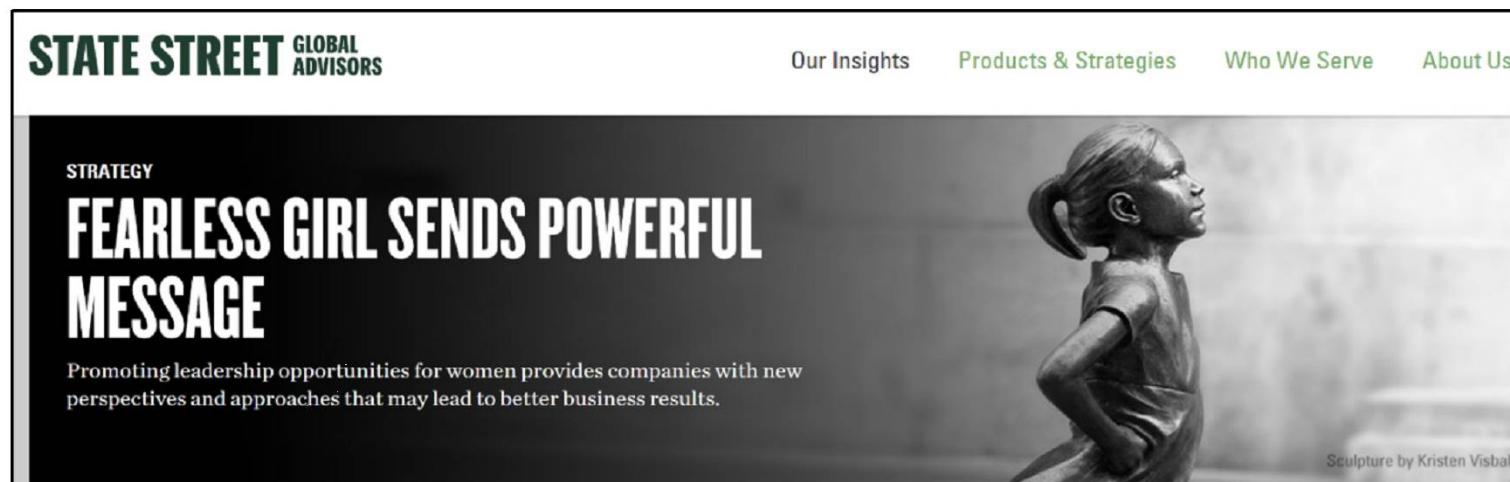 STATE STREET GLOBAL ADVISORS
Our Insights Products & Strategies Who We Serve About Us
STRATEGY
FEARLESS GIRL SENDS POWERFUL
MESSAGE
Promoting leadership opportunities for women provides companies with new
perspectives and approaches that may lead to better business results.
Sculpture by Kristen Visbal